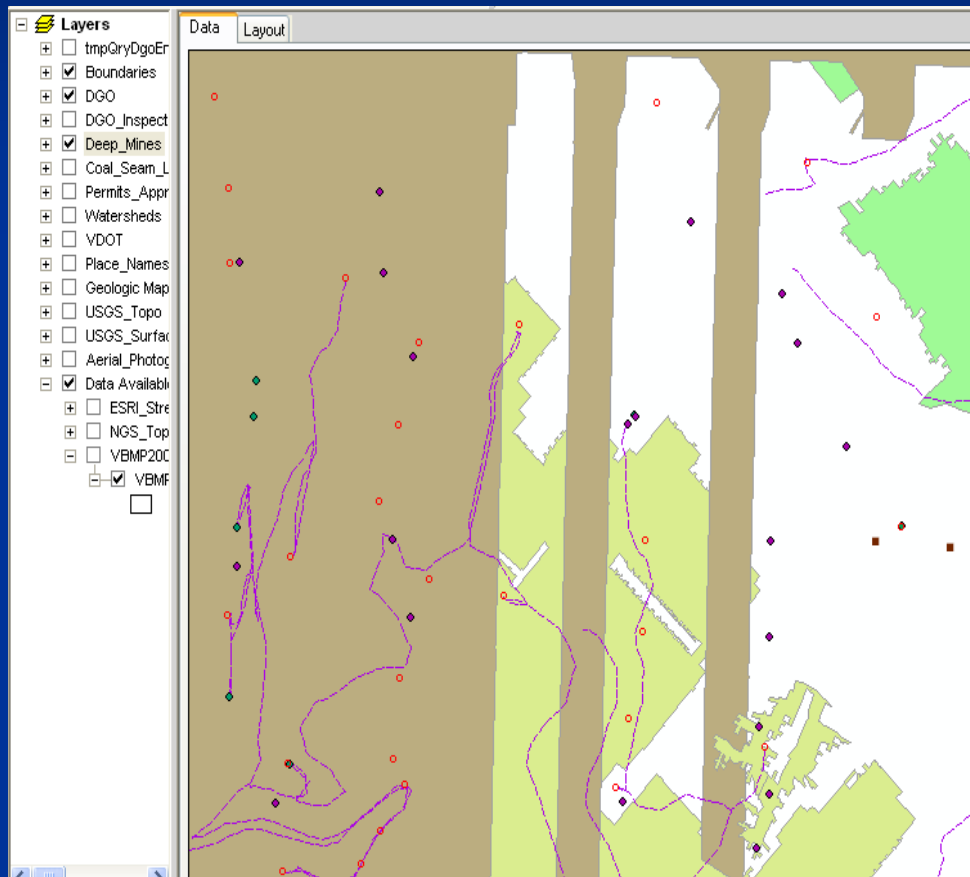 Layers
tmpQryDgoEr
Boundaries
DGO
DGO_Inspect
Deep_Mines
Coal_Seam_L
Permits_Appr
Watersheds
VDOT
Place_Names
Geologic Map
USGS_Topo
USGS_Surfac
Aerial_Photog
Data Availabl
ESRI_Stre
NGS_Top
VBMP200
VBMP
Data
Layout